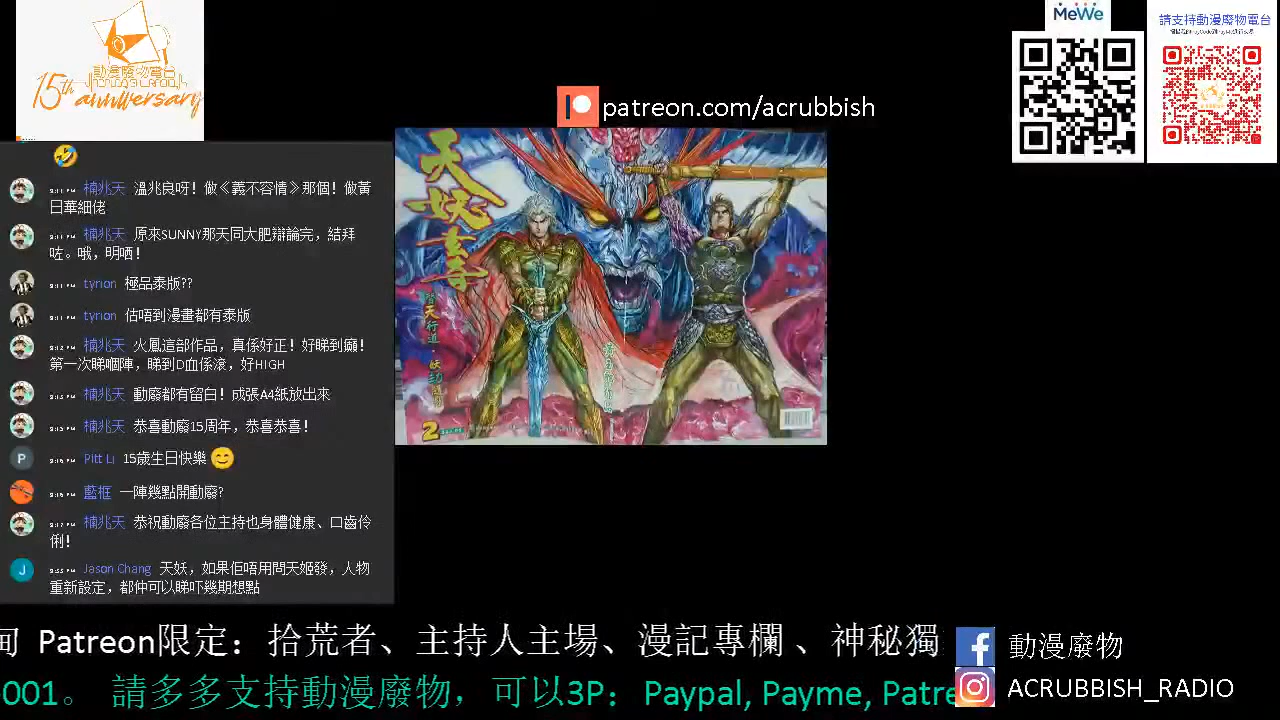 動漫廢物電台
15th anniversary
MeWe
請支持動漫廢物電台
patreon.com/acrubbish
楠兆天 溫兆良呀！做《義不容情》那個！做黃
日華細佬
楠兆天 原來SUNNY那天同大肥辯論完，結拜
咗。哦，明晒！
tyrion 極品泰版??
tyrion 估唔到漫畫都有泰版
楠兆天 火鳳這部作品，真係好正！好睇到癲！
第一次睇嗰陣，睇到D血係滾，好HIGH
楠兆天 動廢都有留白！成張A4紙放出來
楠兆天 恭喜動廢15周年，恭喜恭喜！
Pitt Li 15歲生日快樂 😊
藍框 一陣幾點開動廢?
楠兆天 恭祝動廢各位主持也身體健康、口齒伶
俐！
Jason Chang 天妖，如果佢唔用問天姬發，人物
重新設定，都仲可以睇吓幾期想點
2
Patreon限定：拾荒者、主持人主場、漫記專欄、神秘獨
-001。 請多多支持動漫廢物，可以3P：Paypal, Payme, Patre
動漫廢物
ACRUBBISH_RADIO